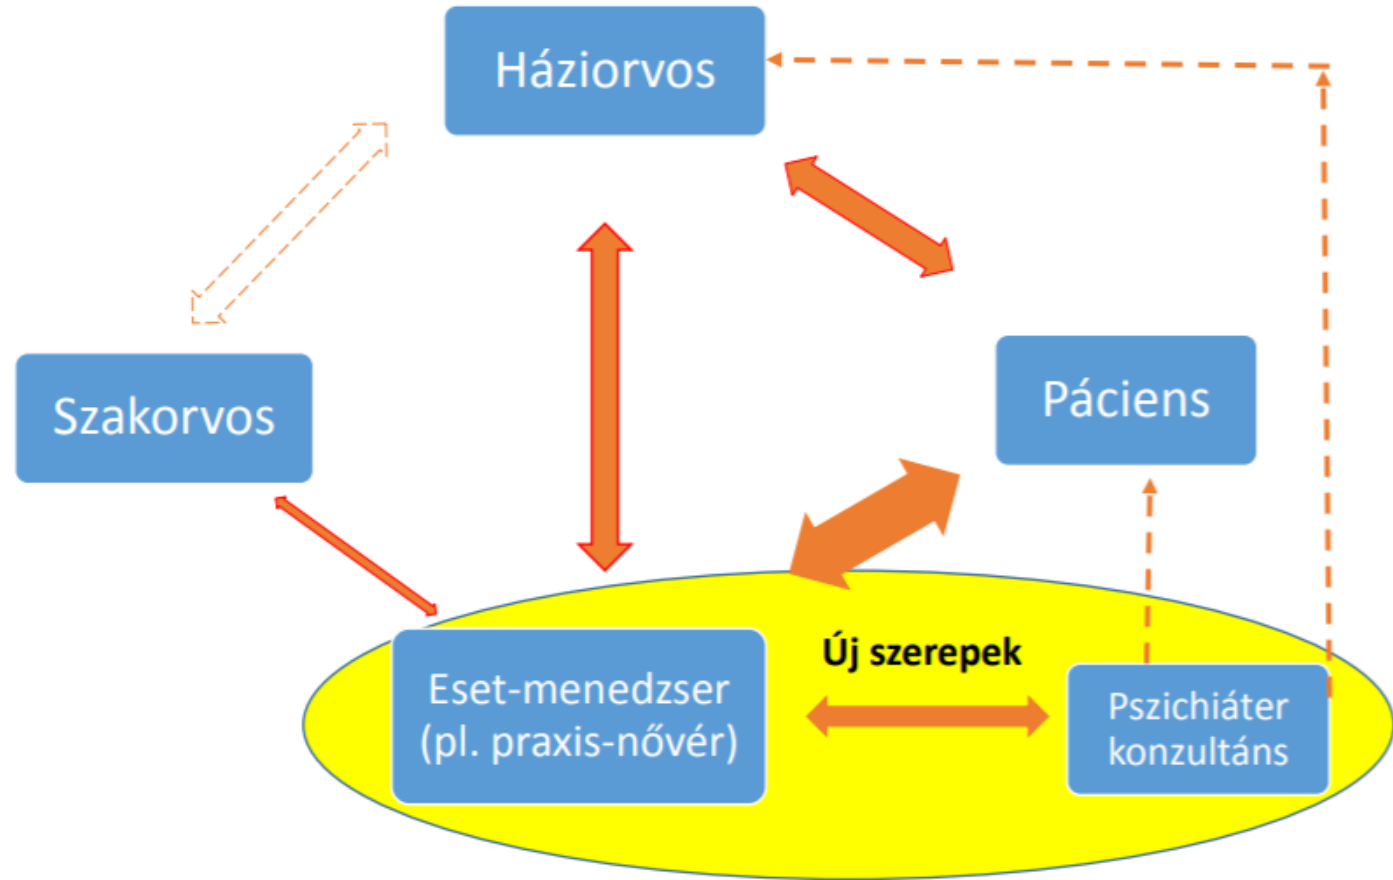 Háziorvos
Szakorvos
Páciens
Új szerepek
Eset-menedzser
(pl. praxis-nővér)
Pszichiáter
konzultáns